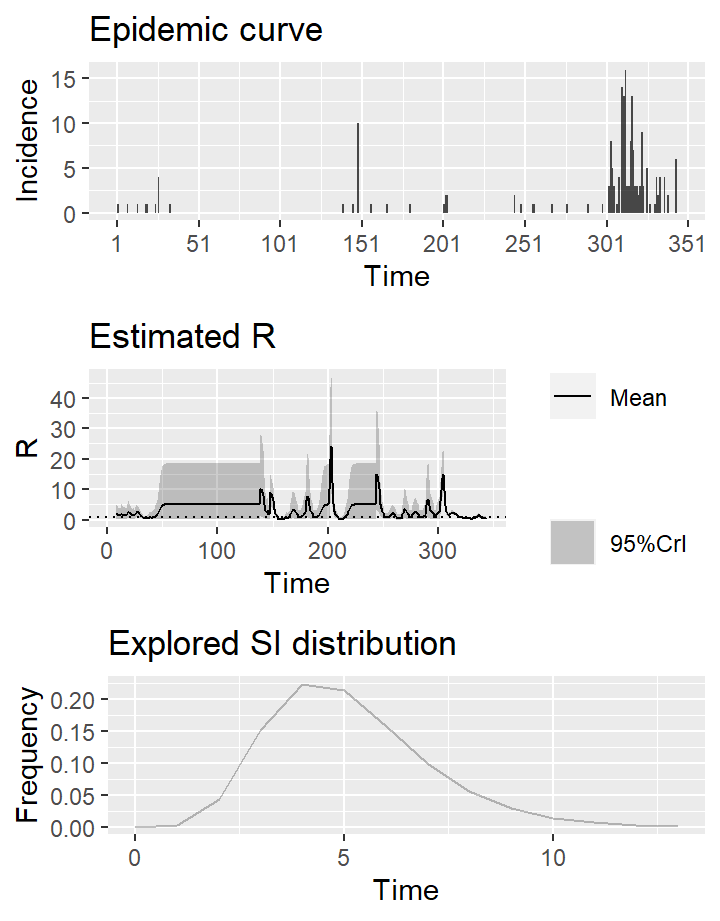 Epidemic curve
Incidence
15
10
5
0
1 51 101 151 201 251 301 351
Time
Estimated R
R
40
30
20
10
0
0 100 200 300
Time
Mean
95%CrI
Explored SI distribution
Frequency
0.20
0.15
0.10
0.05
0.00
0 5 10
Time